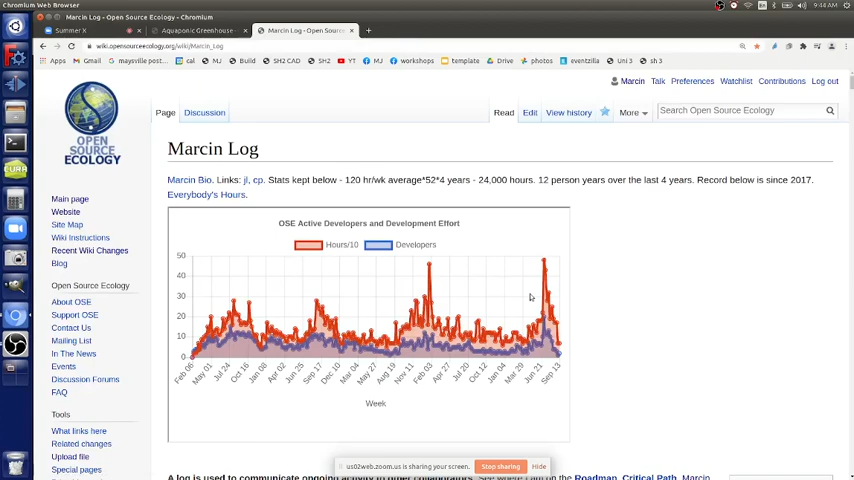 Chromium Web Browser
9:44 AM
Marcin Log - Open Source Ecology - Chromium
Summer X
Aquaponic Greenhouse -
Marcin Log - Open Source
wiki.opensourceecology.org/wiki/Marcin_Log
Apps
Gmail
maysville post...
cal
MJ
Build
SH2 CAD
SH2
YT
MJ
workshops
template
Drive
photos
eventzilla
Uni 3
sh 3
Marcin Talk Preferences Watchlist Contributions Log out
Page Discussion
Read Edit View history More
Search Open Source Ecology
OPEN
SOURCE
ECOLOGY
Marcin Log
Marcin Bio. Links: jl, cp. Stats kept below - 120 hr/wk average*52*4 years - 24,000 hours. 12 person years over the last 4 years. Record below is since 2017.
Everybody's Hours.
Main page
Website
Site Map
Wiki Instructions
Recent Wiki Changes
Blog
Open Source Ecology
About OSE
Support OSE
Contact Us
Mailing List
In The News
Events
Discussion Forums
FAQ
Tools
What links here
Related changes
Upload file
Special pages
OSE Active Developers and Development Effort
Hours/10 Developers
50
40
30
20
10
0
Feb 06 May 01 Jul 24 Oct 16 Jan 08 Apr 02 Jun 25 Sep 17 Dec 10 Mar 04 May 27 Aug 19 Nov 11 Feb 03 Apr 27 Jul 20 Oct 12 Jan 04 Mar 29 Jun 21 Sep 13
Week
us02web.zoom.us is sharing your screen.
Stop sharing
Hide
A log is used to communicate ongoing activity to other collaborators. See where I am on the Roadmap, Critical Path, Marcin